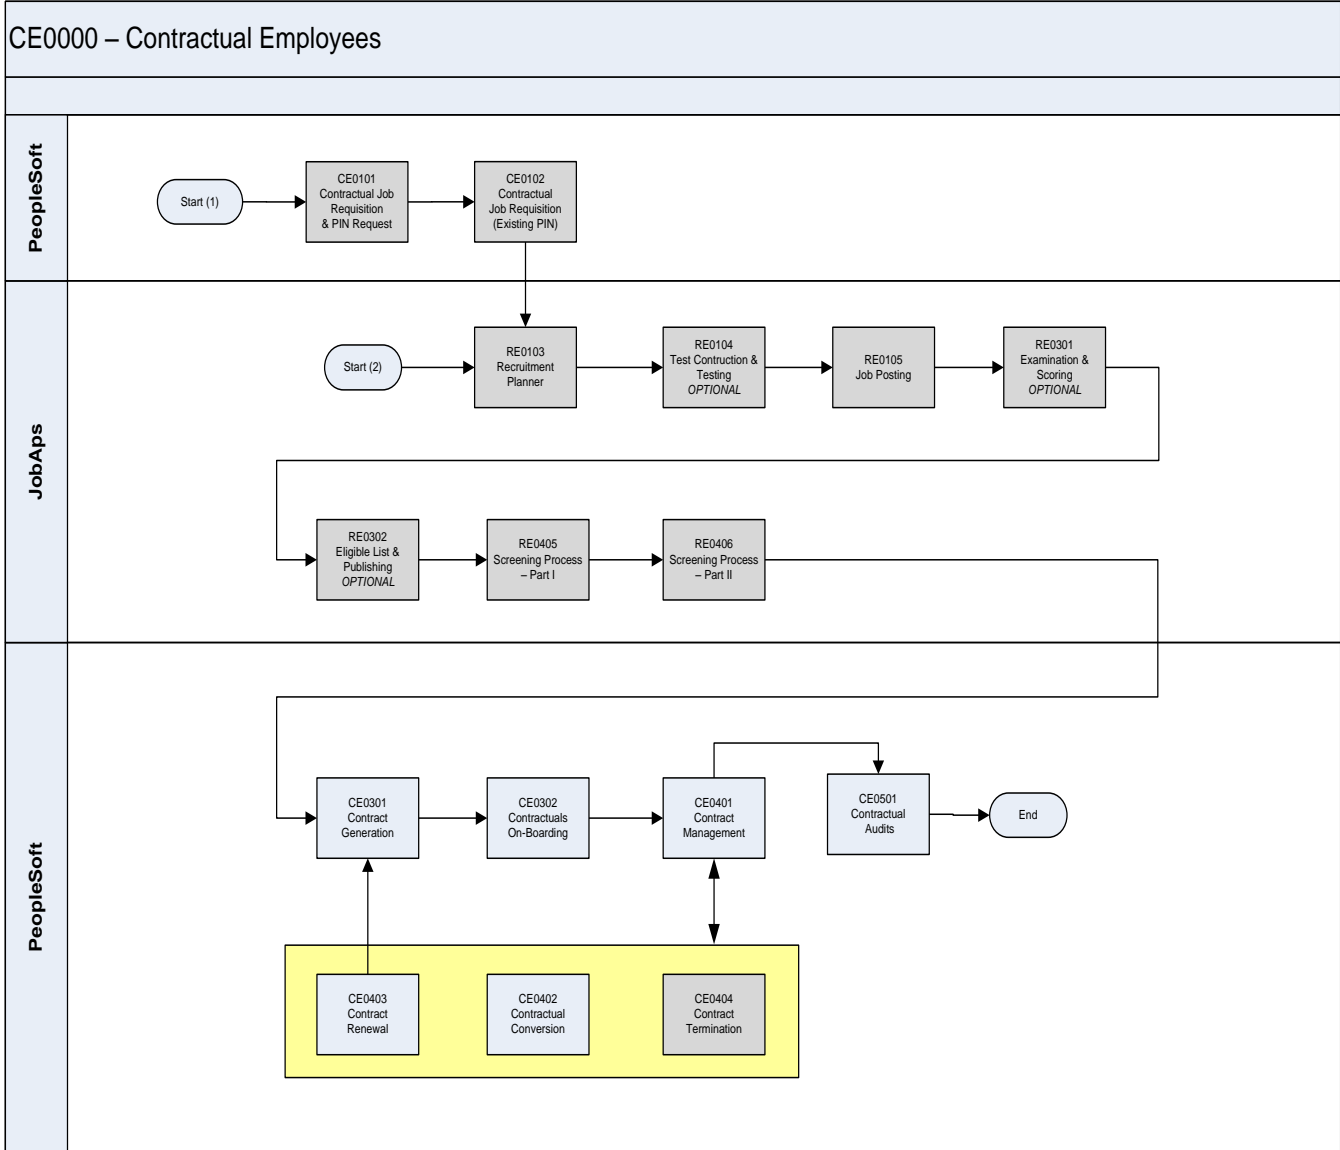 CE0000 – Contractual Employees
PeopleSoft
Start (1)
CE0101
Contractual Job
Requisition
& PIN Request
CE0102
Contractual
Job Requisition
(Existing PIN)
JobAps
Start (2)
RE0103
Recruitment
Planner
RE0104
Test Contruction &
Testing
OPTIONAL
RE0105
Job Posting
RE0301
Examination &
Scoring
OPTIONAL
RE0302
Eligible List &
Publishing
OPTIONAL
RE0405
Screening Process
– Part I
RE0406
Screening Process
– Part II
PeopleSoft
CE0301
Contract
Generation
CE0302
Contractuals
On-Boarding
CE0401
Contract
Management
CE0501
Contractual
Audits
End
CE0403
Contract
Renewal
CE0402
Contractual
Conversion
CE0404
Contract
Termination